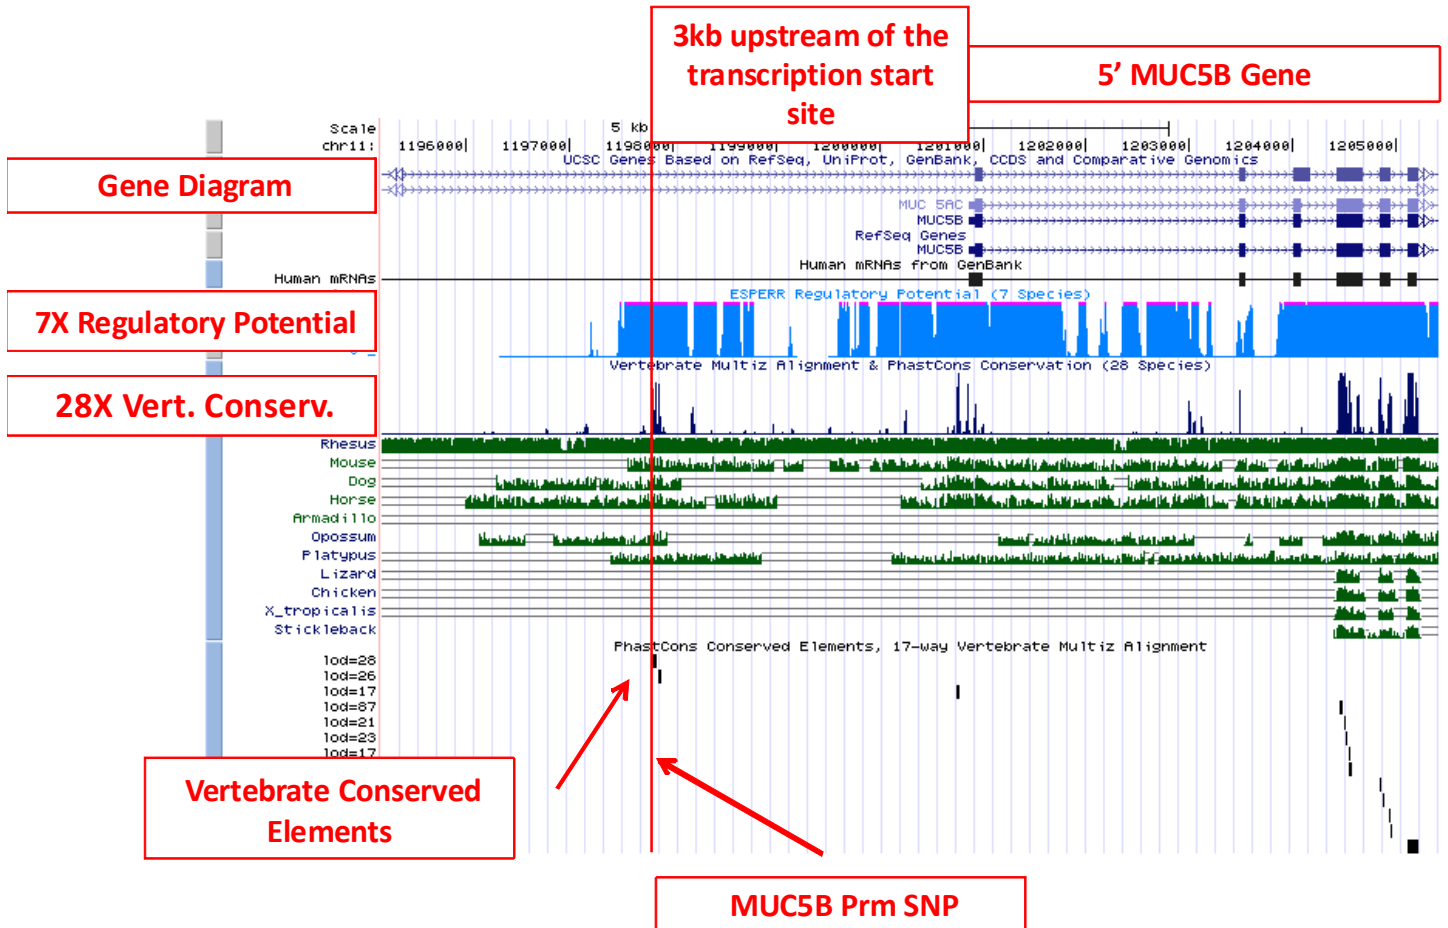 3kb upstream of the
transcription start
site
5’ MUC5B Gene
Scale
5 kb
chr11:
1196000| 1197000| 1198000| 1199000| 1200000| 1201000| 1202000| 1203000| 1204000| 1205000|
UCSC Genes Based on RefSeq, UniProt, GenBank, CCDS and Comparative Genomics
Gene Diagram
MUC 5AC
MUC5B
RefSeq Genes
MUC5B
Human mRNAs from GenBank
Human mRNAs
ESPERR Regulatory Potential (7 Species)
7X Regulatory Potential
Vertebrate Multiz Alignment & PhastCons Conservation (28 Species)
28X Vert. Conserv.
Rhesus
Mouse
Dog
Horse
Armadillo
Opossum
Platypus
Lizard
Chicken
X_tropicalis
Stickleback
PhastCons Conserved Elements, 17-way Vertebrate Multiz Alignment
lod=28
lod=26
lod=17
lod=87
lod=21
lod=23
lod=17
Vertebrate Conserved
Elements
MUC5B Prm SNP